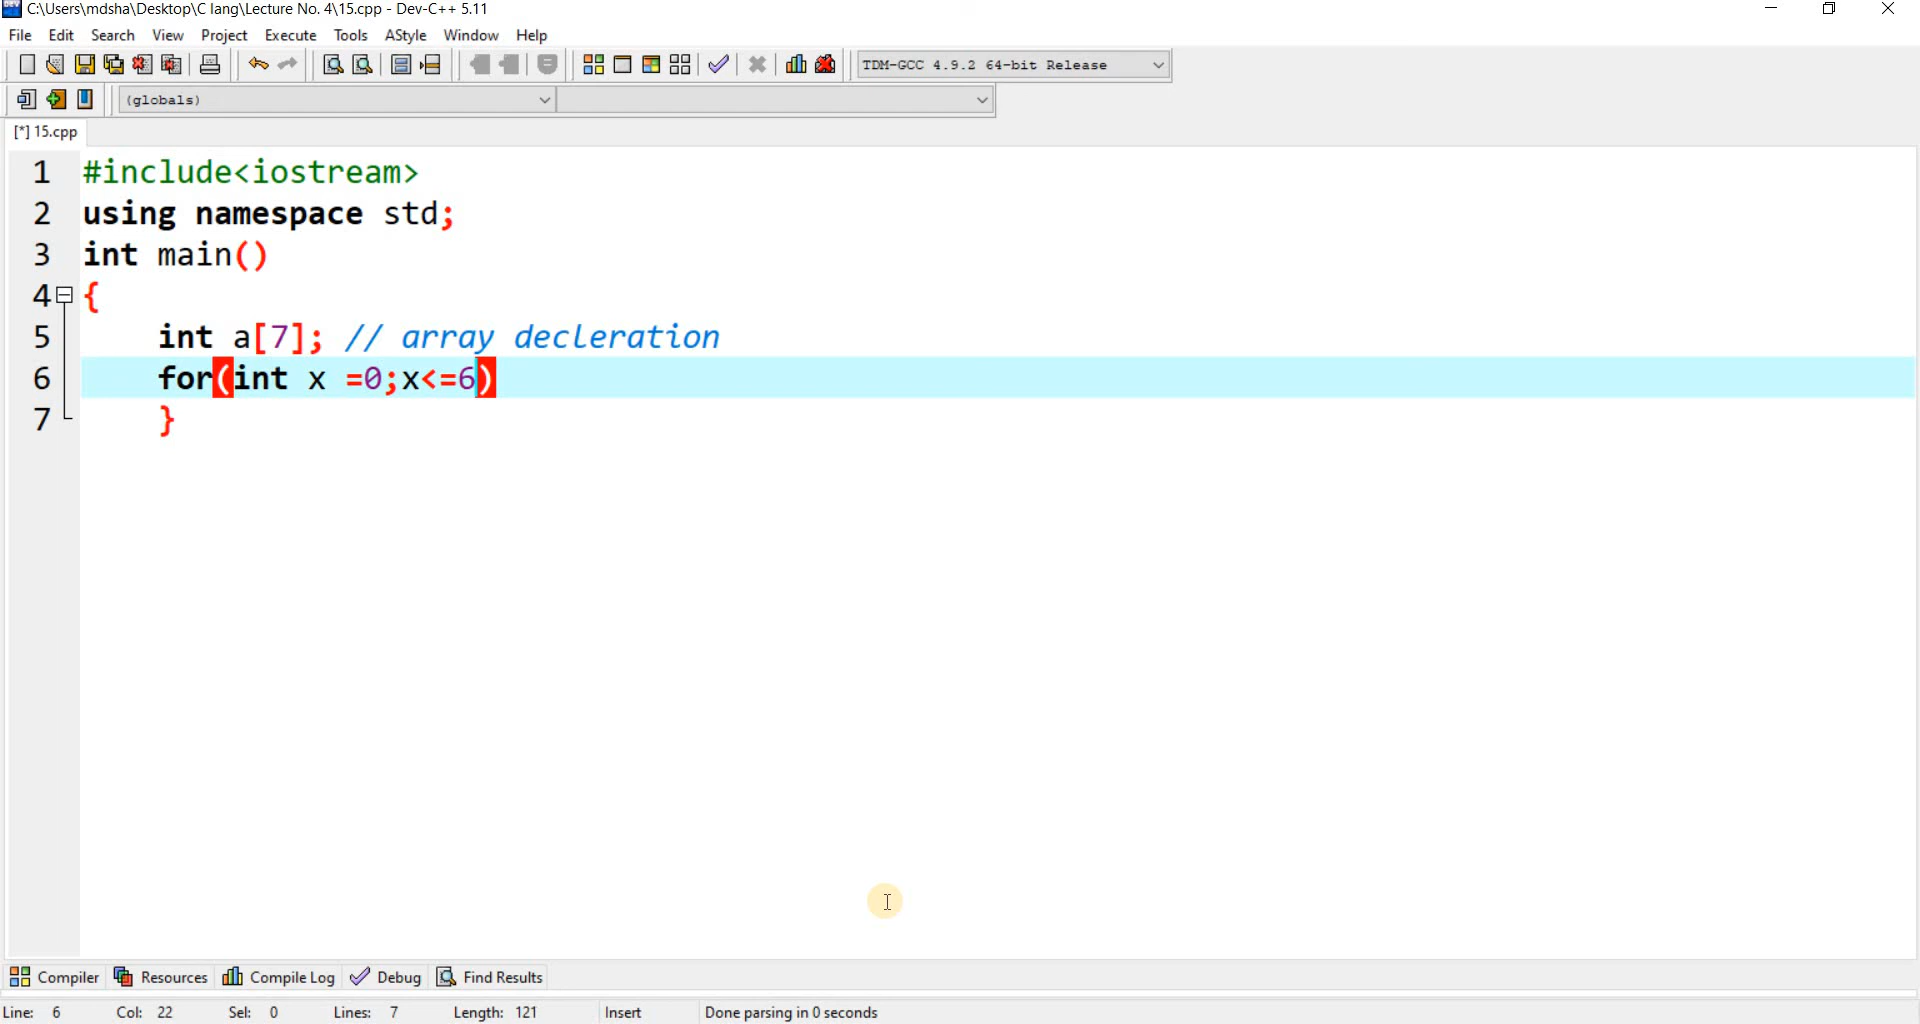 C:\Users\mdsha\Desktop\C lang\Lecture No. 4\15.cpp - Dev-C++ 5.11
File Edit Search View Project Execute Tools AStyle Window Help
TDM-GCC 4.9.2 64-bit Release
(globals)
[*] 15.cpp
1 #include<iostream>
2 using namespace std;
3 int main()
4 {
5 int a[7]; // array decleration
6 for(int x =0;x<=6)
7 }
Compiler Resources Compile Log Debug Find Results
Line: 6 Col: 22 Sel: 0 Lines: 7 Length: 121 Insert Done parsing in 0 seconds